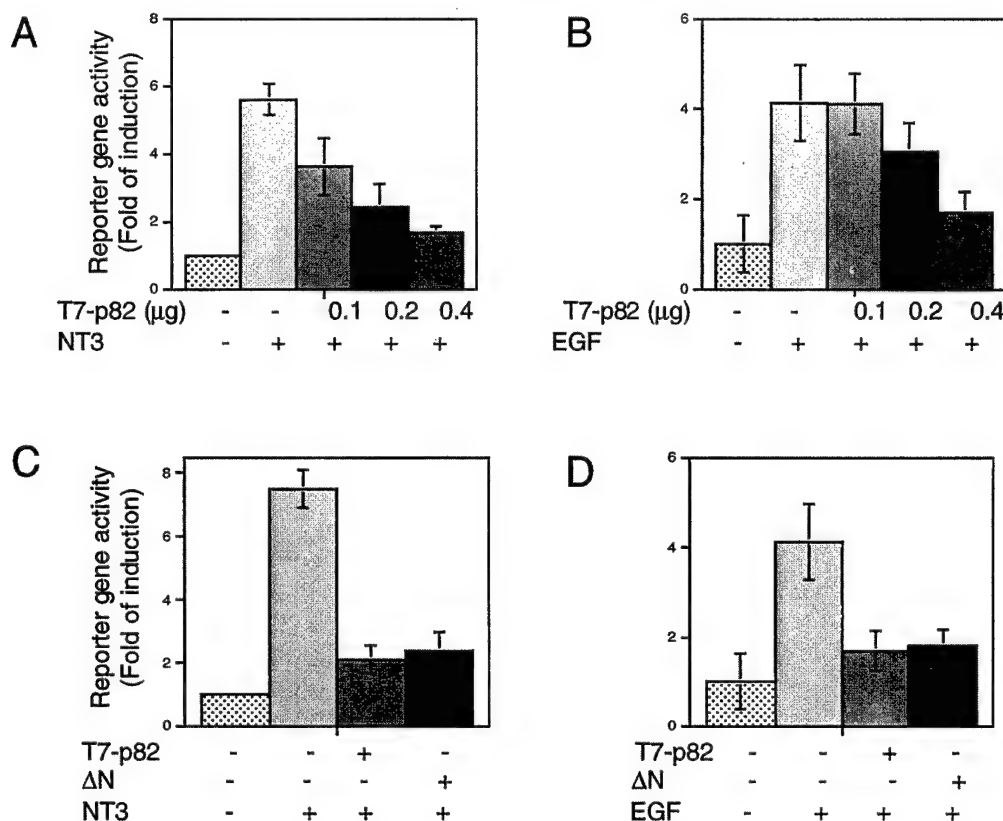 A
Reporter gene activity
(Fold of induction)
8
6
4
2
0
T7-p82 (μg) - - 0.1 0.2 0.4
NT3 - + + + +
B
6
4
2
0
T7-p82 (μg) - - 0.1 0.2 0.4
EGF - + + + +
C
Reporter gene activity
(Fold of induction)
8
6
4
2
0
T7-p82 - - +
ΔN - - - +
NT3 - + + +
D
6
4
2
0
T7-p82 - - + -
ΔN - - - +
EGF - + + +